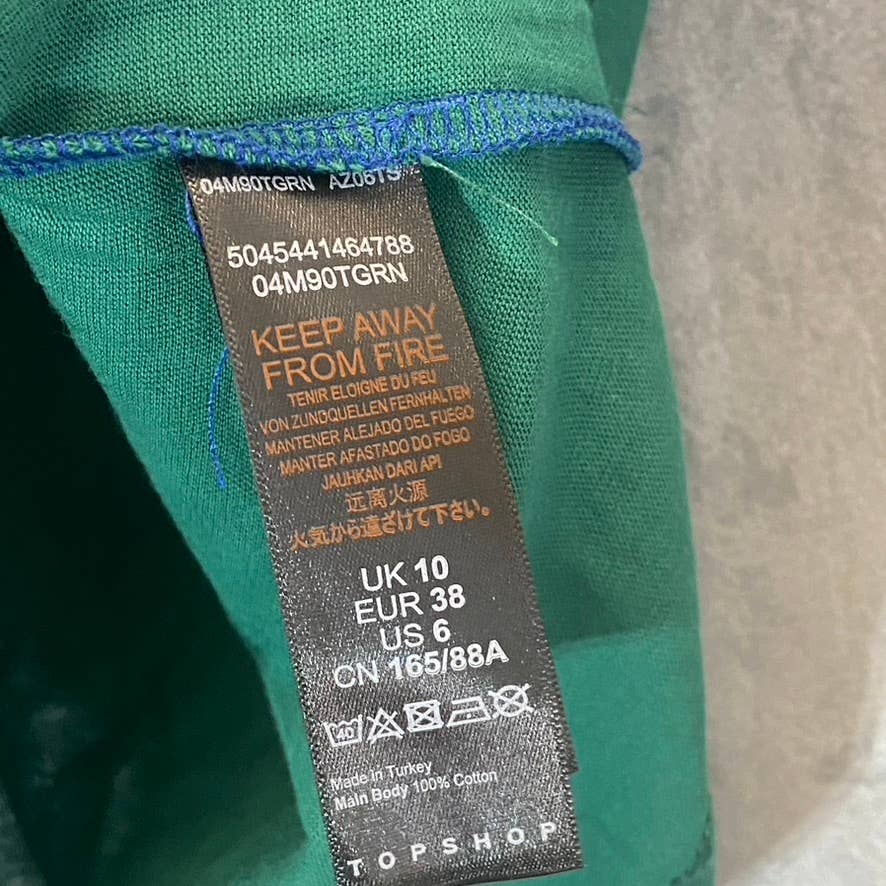 04M90TGRN AZ06TS
5045441464788
04M90TGRN
KEEP AWAY
FROM FIRE
TENIR ELOIGNE DU FEU
VON ZUNDQUELLEN FERNHALTEN
MANTENER ALEJADO DEL FUEGO
MANTER AFASTADO DO FOGO
JAUHKAN DARI API
远离火源
火気から遠ざけて下さい。
UK 10
EUR 38
US 6
CN 165/88A
40
Made in Turkey
Main Body 100% Cotton
TOPSHOP